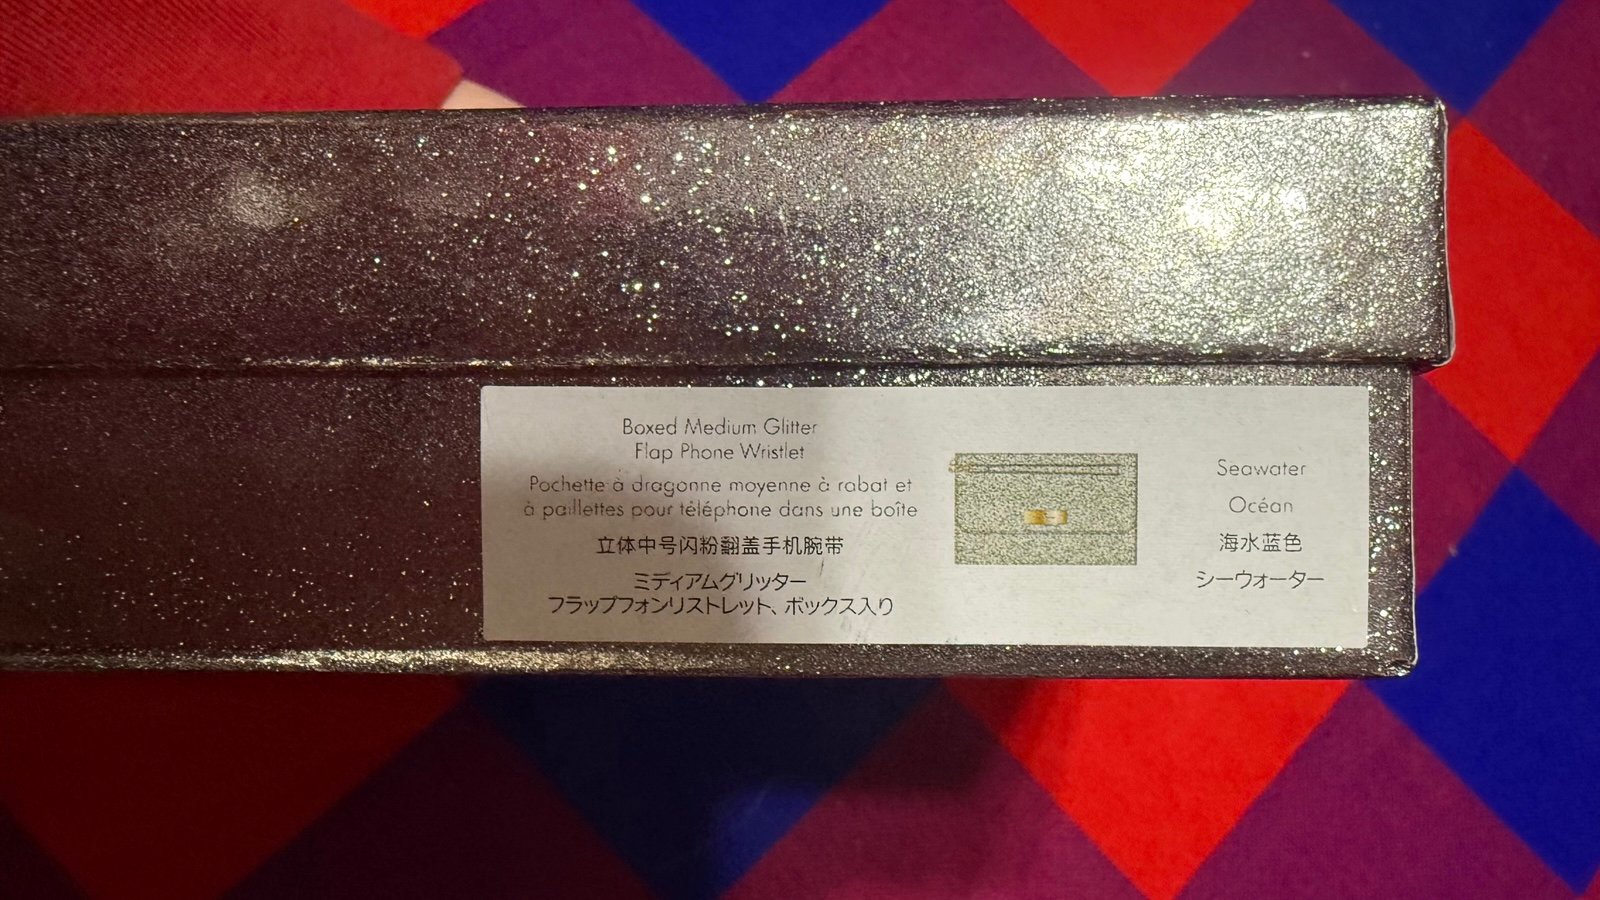 Boxed Medium Glitter
Flap Phone Wristlet
Pochette à dragonne moyenne à rabat et
à paillettes pour téléphone dans une boîte
立体中号闪粉翻盖手机腕带
ミディアムグリッター
フラップフォンリストレット、ボックス入り
Seawater
Océan
海水蓝色
シーウォーター